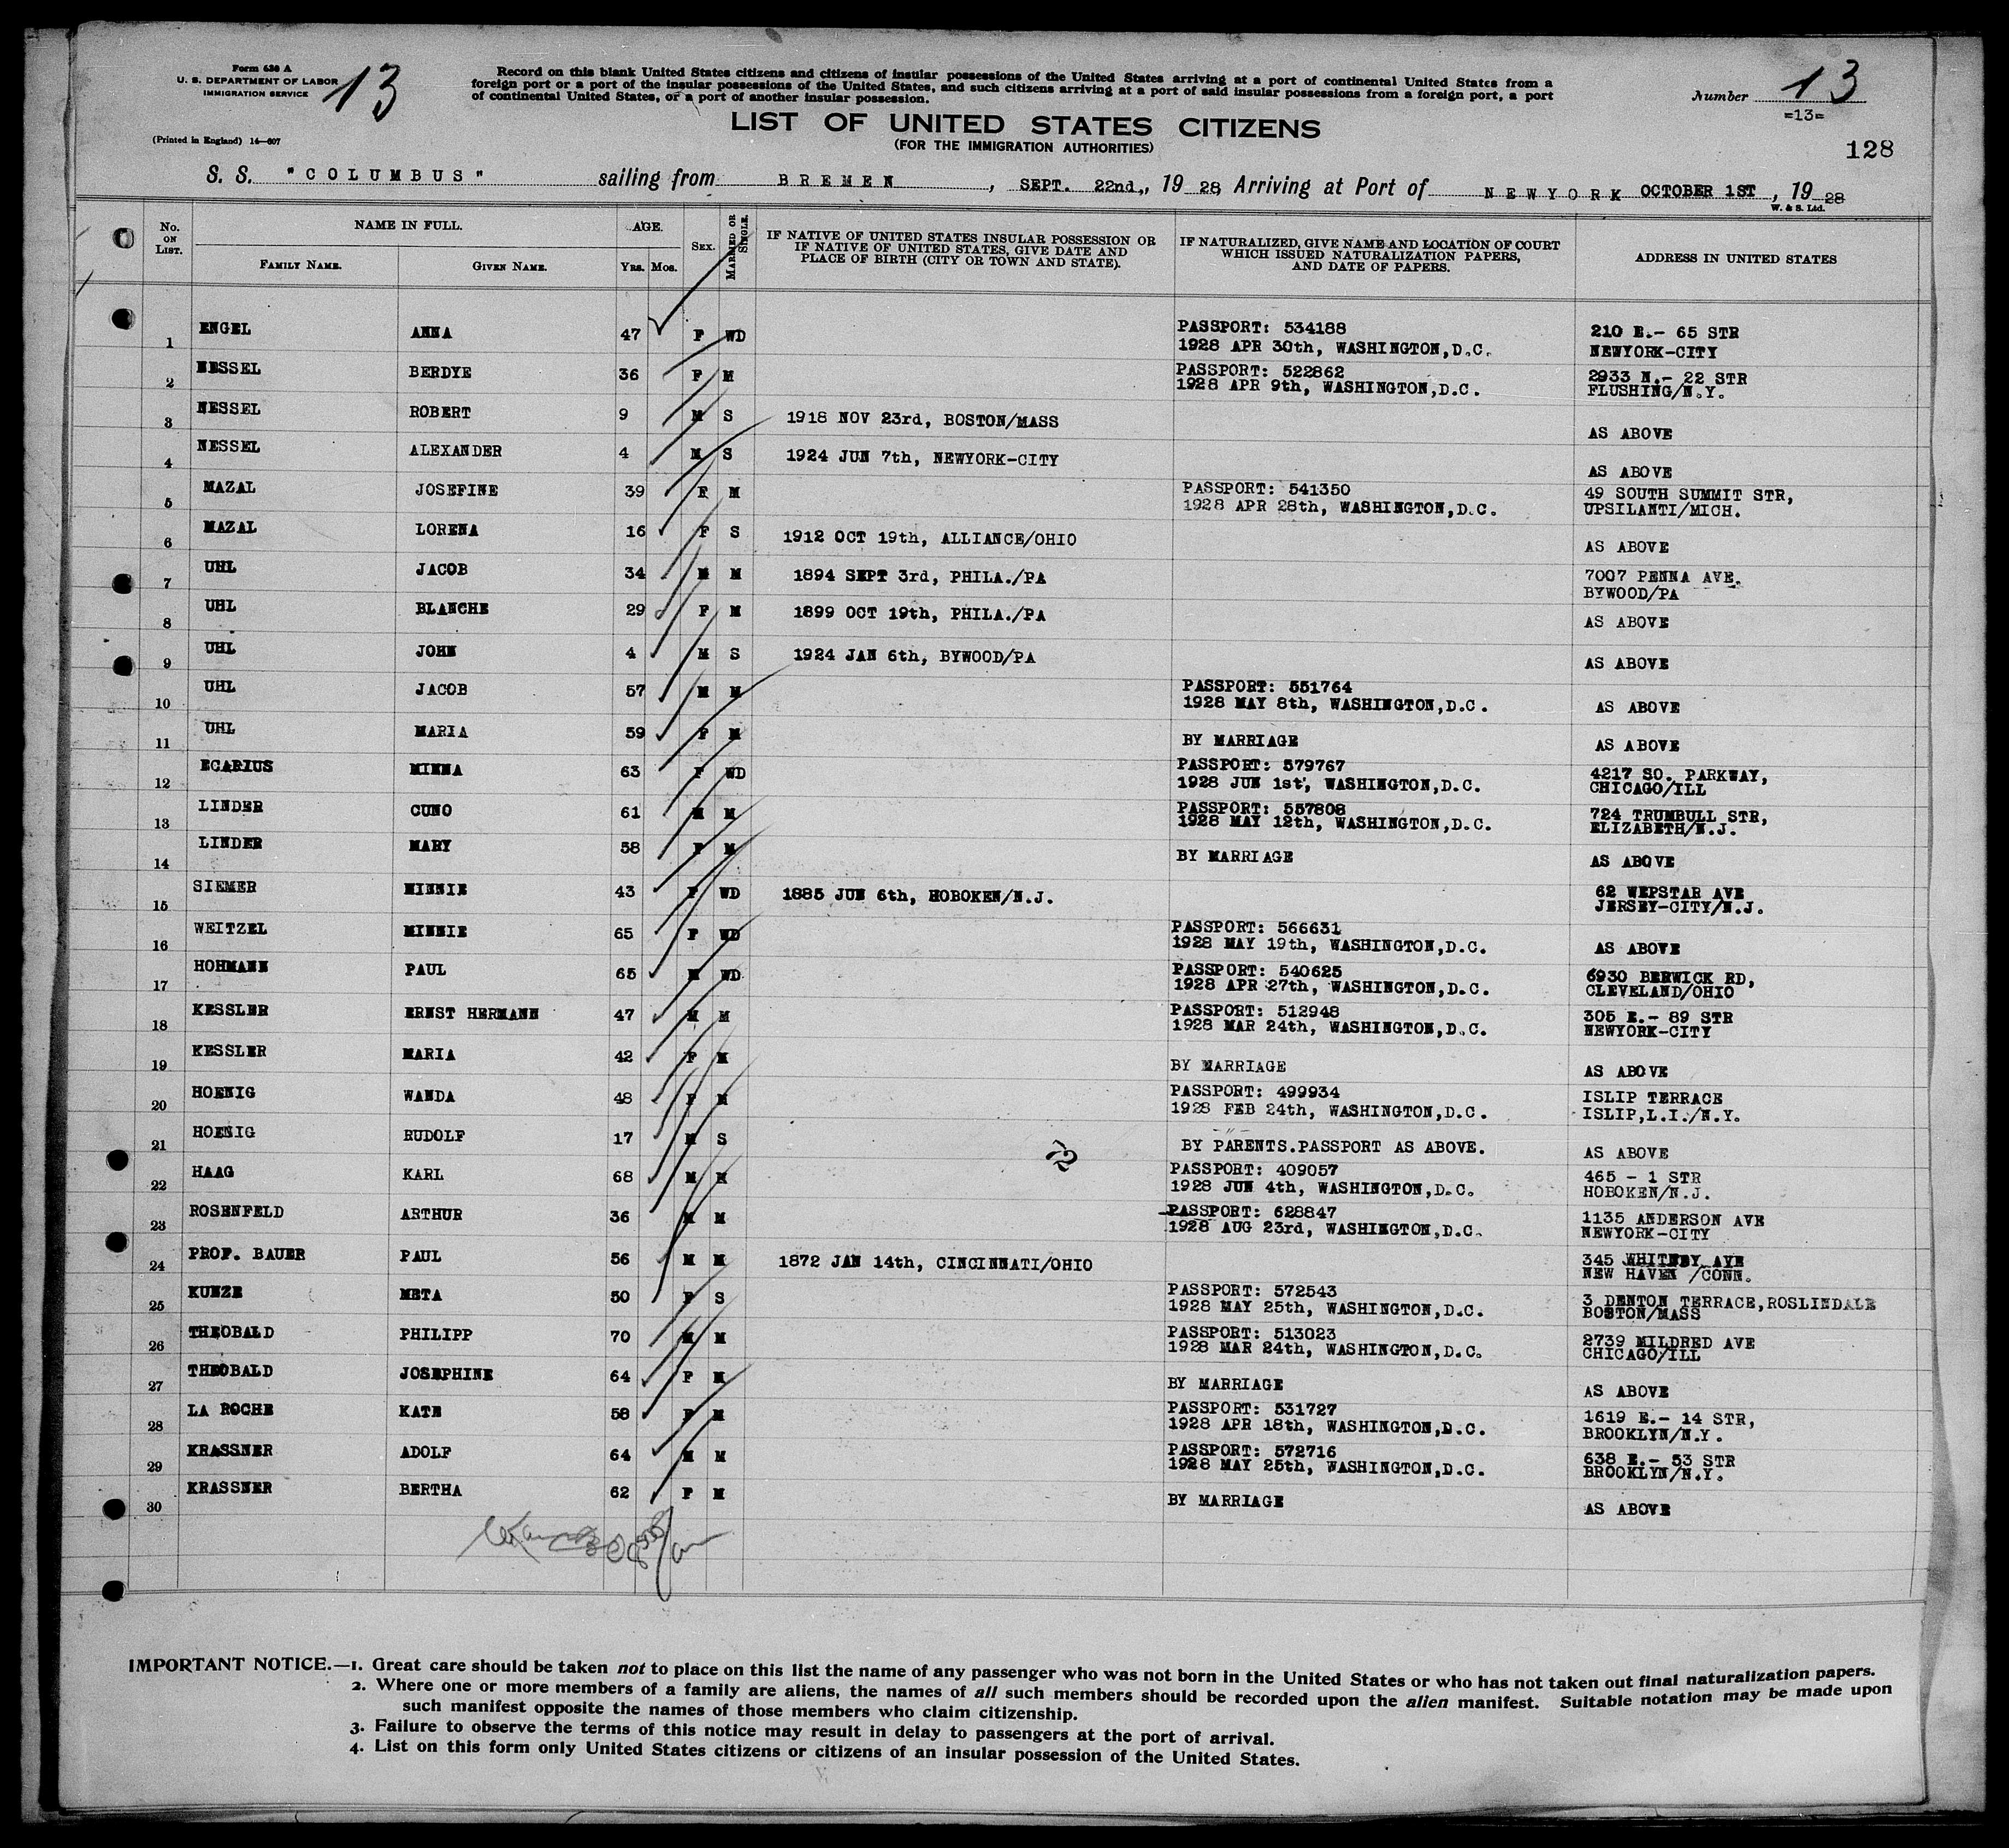 Form 630 A
U. S. DEPARTMENT OF LABOR
IMMIGRATION SERVICE
13
(Printed in England) 14—607
Record on this blank United States citizens and citizens of insular possessions of the United States arriving at a port of continental United States from a
foreign port or a port of the insular possessions of the United States, and such citizens arriving at a port of said insular possessions from a foreign port, a port
of continental United States, or a port of another insular possession.
LIST OF UNITED STATES CITIZENS
(FOR THE IMMIGRATION AUTHORITIES)
Number 13
=13=
128
S. S. "COLUMBUS" sailing from BREMEN, SEPT. 22nd., 1928 Arriving at Port of NEWYORK OCTOBER 1ST, 1928
W. & S. Ltd.
No. ON LIST. NAME IN FULL. AGE. SEX. MARRIED OR SINGLE. IF NATIVE OF UNITED STATES INSULAR POSSESSION OR IF NATIVE OF UNITED STATES, GIVE DATE AND PLACE OF BIRTH (CITY OR TOWN AND STATE). IF NATURALIZED, GIVE NAME AND LOCATION OF COURT WHICH ISSUED NATURALIZATION PAPERS, AND DATE OF PAPERS. ADDRESS IN UNITED STATES
FAMILY NAME. GIVEN NAME. YRS. MOS.
1 ENGEL ANNA 47 F WD PASSPORT: 534188 210 E.- 65 STR
1928 APR 30th, WASHINGTON,D.C. NEWYORK-CITY
2 NESSEL BERDYE 36 F M PASSPORT: 522862 2933 N.- 22 STR
1928 APR 9th, WASHINGTON,D.C. FLUSHING/N.Y.
3 NESSEL ROBERT 9 M S 1918 NOV 23rd, BOSTON/MASS AS ABOVE
4 NESSEL ALEXANDER 4 M S 1924 JUN 7th, NEWYORK-CITY AS ABOVE
5 MAZAL JOSEFINE 39 F M PASSPORT: 541350 49 SOUTH SUMMIT STR,
1928 APR 28th, WASHINGTON,D.C. UPSILANTI/MICH.
6 MAZAL LORENA 16 F S 1912 OCT 19th, ALLIANCE/OHIO AS ABOVE
7 UHL JACOB 34 M M 1894 SEPT 3rd, PHILA./PA 7007 PENNA AVE.
BYWOOD/PA
8 UHL BLANCHE 29 F M 1899 OCT 19th, PHILA./PA AS ABOVE
9 UHL JOHN 4 M S 1924 JAN 6th, BYWOOD/PA AS ABOVE
10 UHL JACOB 57 M M PASSPORT: 551764
1928 MAY 8th, WASHINGTON,D.C. AS ABOVE
11 UHL MARIA 59 F M BY MARRIAGE AS ABOVE
12 ECARIUS MINNA 63 F WD PASSPORT: 579767 4217 SO. PARKWAY,
1928 JUN 1st, WASHINGTON,D.C. CHICAGO/ILL
13 LINDER CUNO 61 M M PASSPORT: 557808 724 TRUMBULL STR,
1928 MAY 12th, WASHINGTON,D.C. ELIZABETH/N.J.
14 LINDER MARY 58 F M BY MARRIAGE AS ABOVE
15 SIEMER MINNIE 43 F WD 1885 JUN 6th, HOBOKEN/N.J. 62 WEPSTAR AVE
JERSEY-CITY/N.J.
16 WEITZEL MINNIE 65 F WD PASSPORT: 566631
1928 MAY 19th, WASHINGTON,D.C. AS ABOVE
17 HOHMANN PAUL 65 M WD PASSPORT: 540625 6930 BERWICK RD,
1928 APR 27th, WASHINGTON,D.C. CLEVELAND/OHIO
18 KESSLER ERNST HERMANN 47 M M PASSPORT: 512948 305 E.- 89 STR
1928 MAR 24th, WASHINGTON,D.C. NEWYORK-CITY
19 KESSLER MARIA 42 F M BY MARRIAGE AS ABOVE
20 HOENIG WANDA 48 F M PASSPORT: 499934 ISLIP TERRACE
1928 FEB 24th, WASHINGTON,D.C. ISLIP,L.I./N.Y.
21 HOENIG RUDOLF 17 M S BY PARENTS.PASSPORT AS ABOVE. AS ABOVE
22 HAAG KARL 68 M M PASSPORT: 409057 465 - 1 STR
1928 JUN 4th, WASHINGTON,D.C. HOBOKEN/N.J.
23 ROSENFELD ARTHUR 36 M M PASSPORT: 628847 1135 ANDERSON AVE
1928 AUG 23rd, WASHINGTON,D.C. NEWYORK-CITY
24 PROF. BAUER PAUL 56 M M 1872 JAN 14th, CINCINNATI/OHIO 345 WHITNEY AVE
NEW HAVEN /CONN.
25 KUNZE META 50 F S PASSPORT: 572543 3 DENTON TERRACE,ROSLINDALE
1928 MAY 25th, WASHINGTON,D.C. BOSTON/MASS
26 THEOBALD PHILIPP 70 M M PASSPORT: 513023 2739 MILDRED AVE
1928 MAR 24th, WASHINGTON,D.C. CHICAGO/ILL
27 THEOBALD JOSEPHINE 64 F M BY MARRIAGE AS ABOVE
28 LA ROCHE KATE 58 F M PASSPORT: 531727 1619 E.- 14 STR,
1928 APR 18th, WASHINGTON,D.C. BROOKLYN/N.Y.
29 KRASSNER ADOLF 64 M M PASSPORT: 572716 638 E.- 53 STR
1928 MAY 25th, WASHINGTON,D.C. BROOKLYN/N.Y.
30 KRASSNER BERTHA 62 F M BY MARRIAGE AS ABOVE
IMPORTANT NOTICE.—1. Great care should be taken not to place on this list the name of any passenger who was not born in the United States or who has not taken out final naturalization papers.
2. Where one or more members of a family are aliens, the names of all such members should be recorded upon the alien manifest. Suitable notation may be made upon
such manifest opposite the names of those members who claim citizenship.
3. Failure to observe the terms of this notice may result in delay to passengers at the port of arrival.
4. List on this form only United States citizens or citizens of an insular possession of the United States.